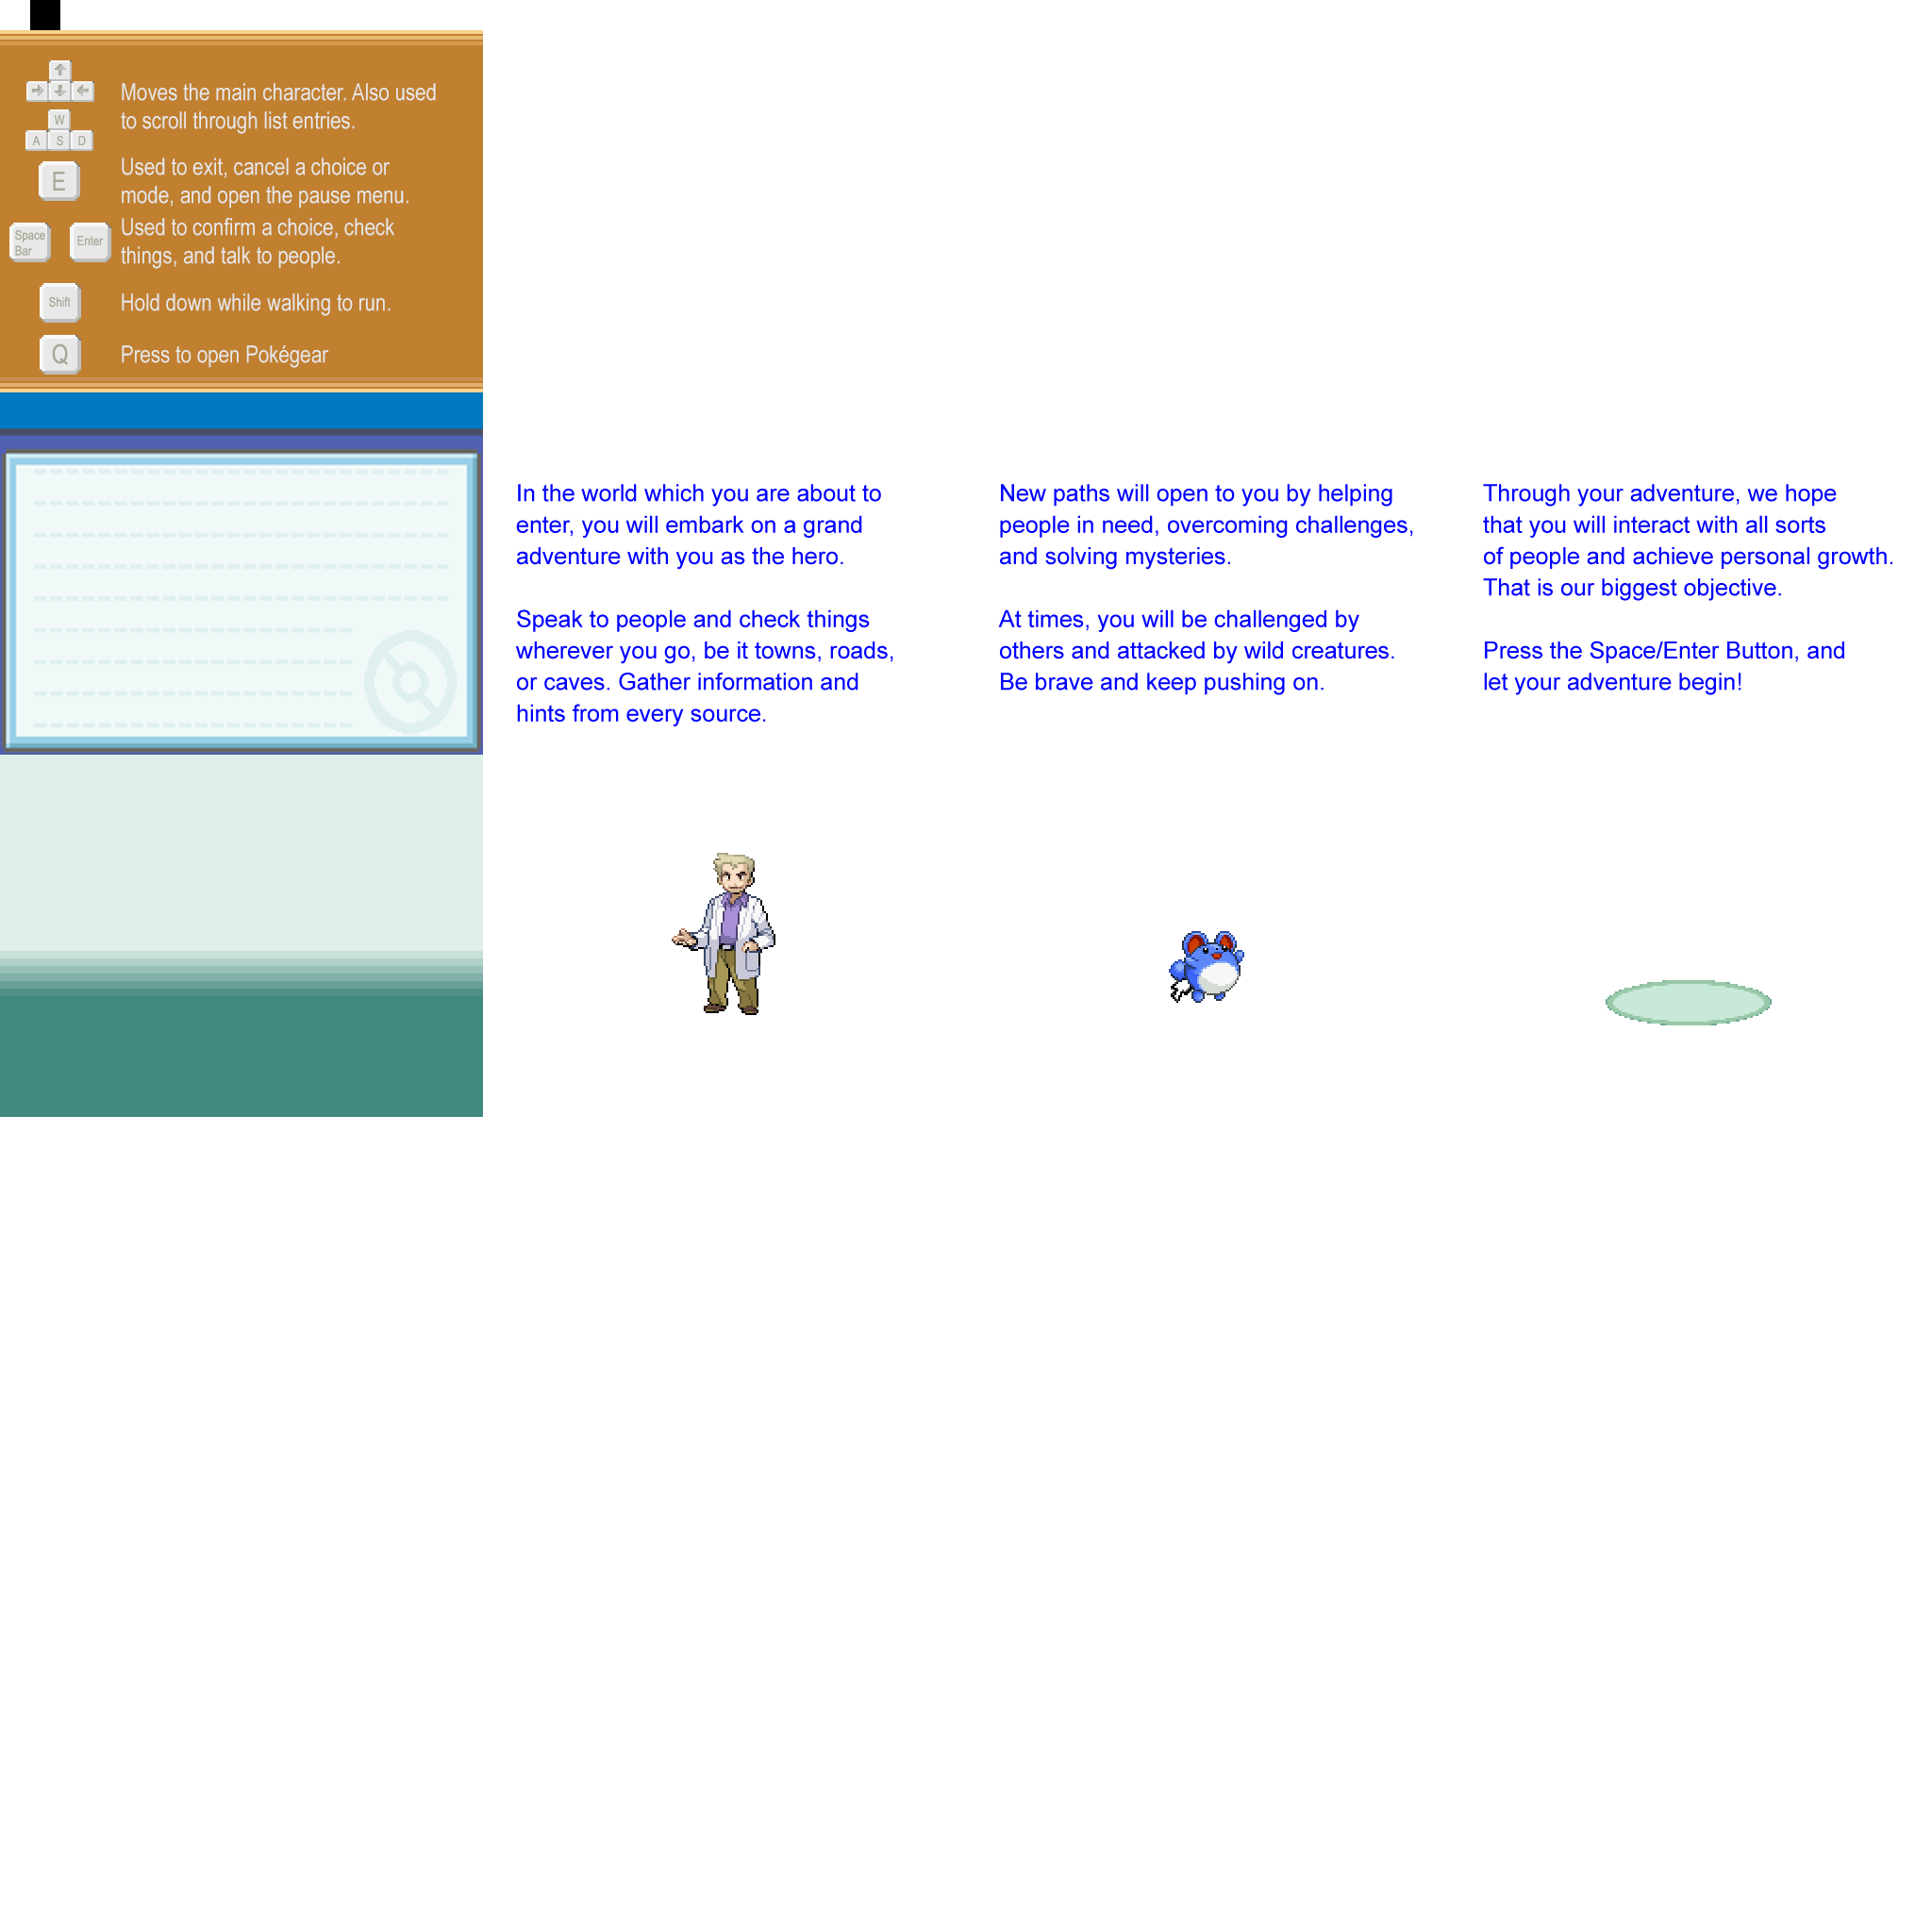 Moves the main character. Also used
to scroll through list entries.
W
A S D
E
Used to exit, cancel a choice or
mode, and open the pause menu.
Space
Bar
Enter
Used to confirm a choice, check
things, and talk to people.
Shift
Hold down while walking to run.
Q
Press to open Pokégear
In the world which you are about to
enter, you will embark on a grand
adventure with you as the hero.
Speak to people and check things
wherever you go, be it towns, roads,
or caves. Gather information and
hints from every source.
New paths will open to you by helping
people in need, overcoming challenges,
and solving mysteries.
At times, you will be challenged by
others and attacked by wild creatures.
Be brave and keep pushing on.
Through your adventure, we hope
that you will interact with all sorts
of people and achieve personal growth.
That is our biggest objective.
Press the Space/Enter Button, and
let your adventure begin!